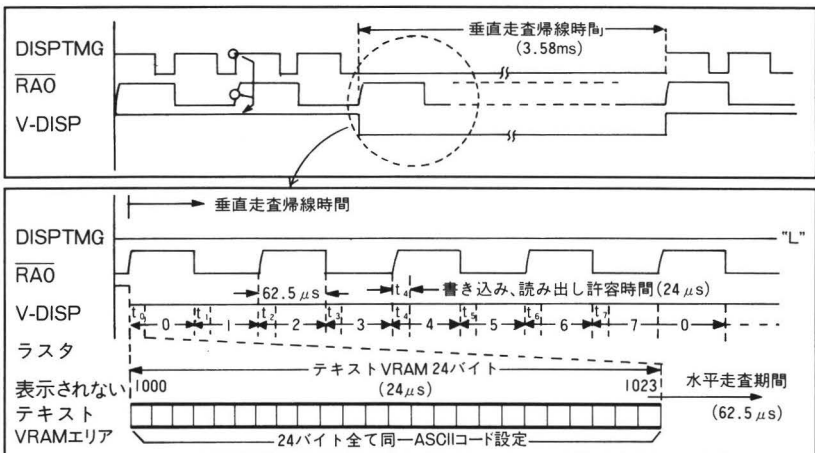 垂直走査帰線時間
(3.58ms)
DISPTMG
RA0
V-DISP
垂直走査帰線時間
DISPTMG
"L"
RA0
62.5μs
t4
書き込み、読み出し許容時間(24μs)
V-DISP
t0 0 t1 1 t2 2 t3 3 t4 4 t5 5 t6 6 t7 7 0
ラスタ
テキストVRAM 24バイト
(24μs)
表示されない
1000
1023
水平走査期間
(62.5μs)
テキスト
VRAMエリア
24バイト全て同一ASCIIコード設定